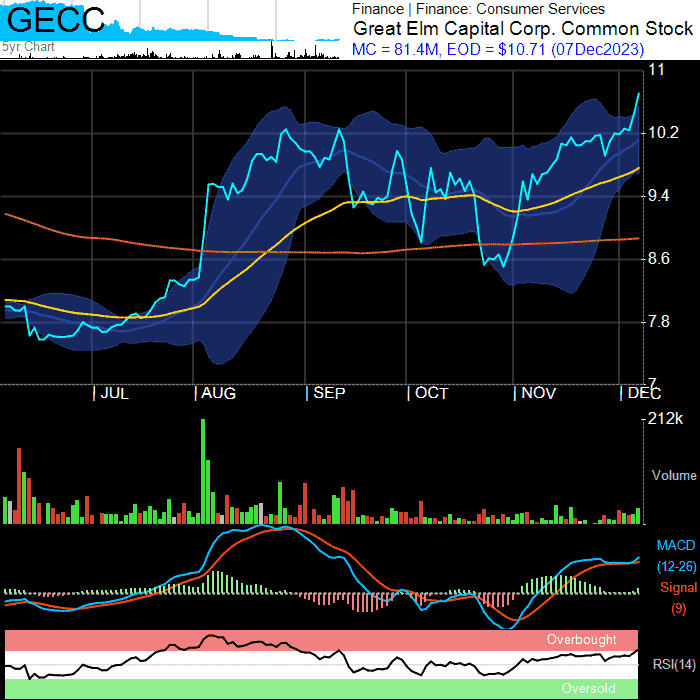 GECC
5yr Chart
Finance | Finance: Consumer Services
Great Elm Capital Corp. Common Stock
MC = 81.4M, EOD = $10.71 (07Dec2023)
11
10.2
9.4
8.6
7.8
7
JUL
AUG
SEP
OCT
NOV
DEC
212k
Volume
MACD
(12-26)
Signal
(9)
Overbought
RSI(14)
Oversold